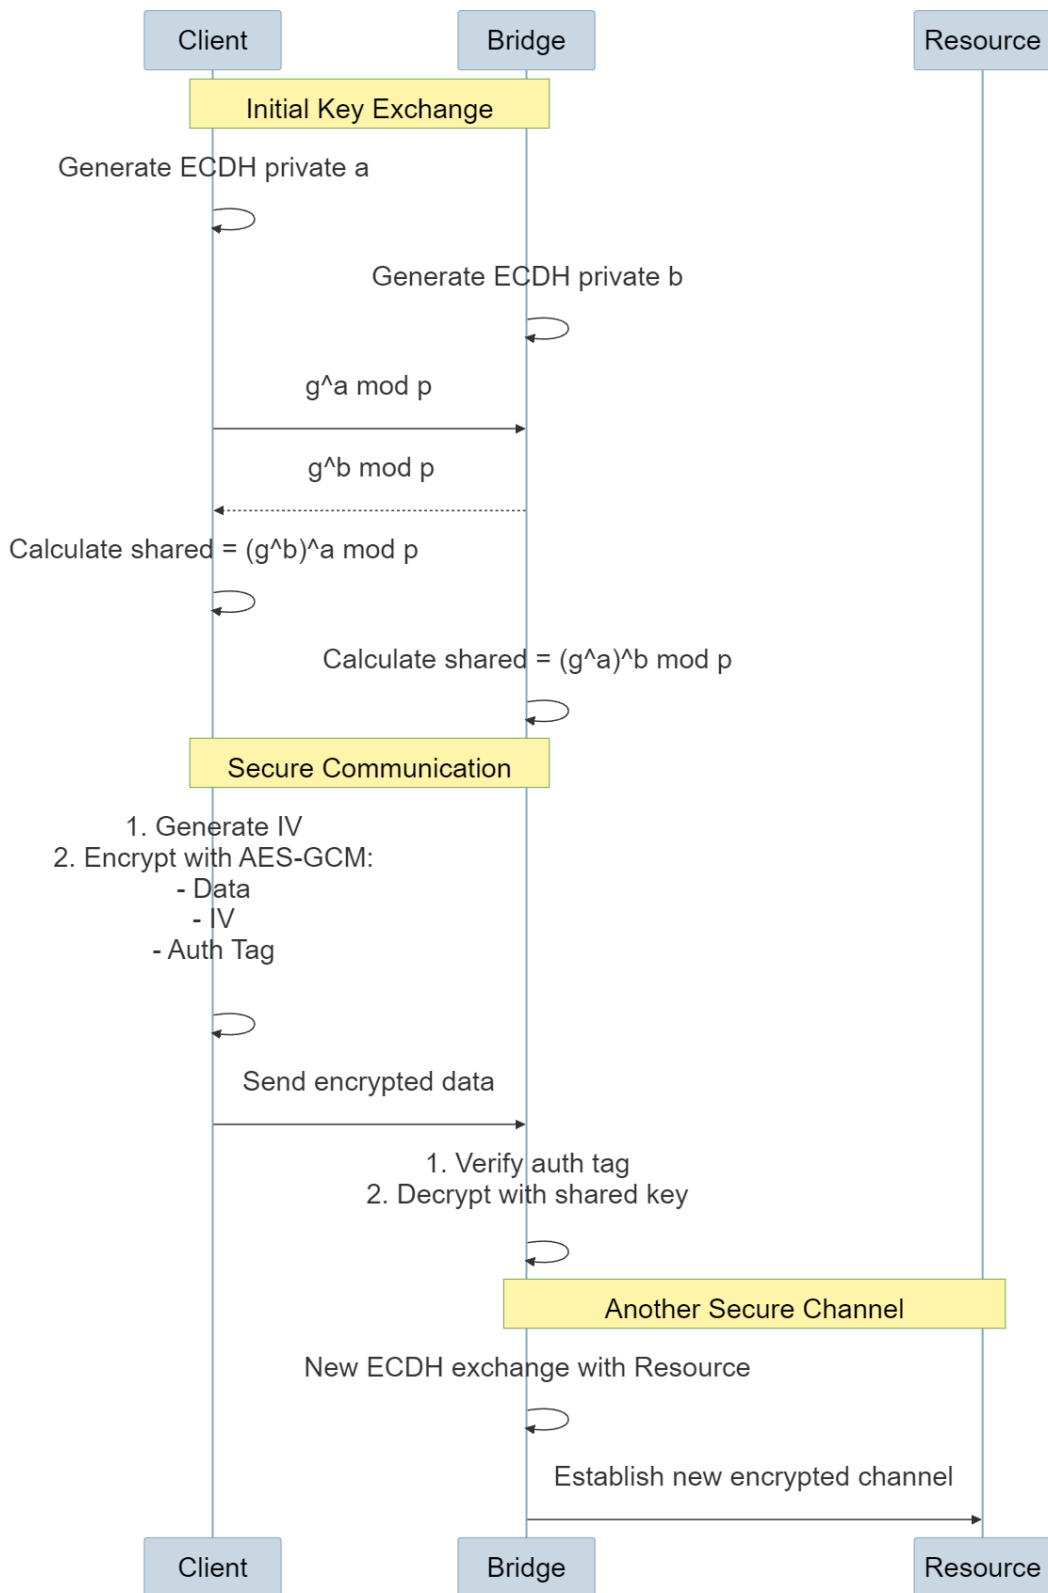 Client
Bridge
Resource
Initial Key Exchange
Generate ECDH private a
Generate ECDH private b
g^a mod p
g^b mod p
Calculate shared = (g^b)^a mod p
Calculate shared = (g^a)^b mod p
Secure Communication
1. Generate IV
2. Encrypt with AES-GCM:
- Data
- IV
- Auth Tag
Send encrypted data
1. Verify auth tag
2. Decrypt with shared key
Another Secure Channel
New ECDH exchange with Resource
Establish new encrypted channel
Client
Bridge
Resource